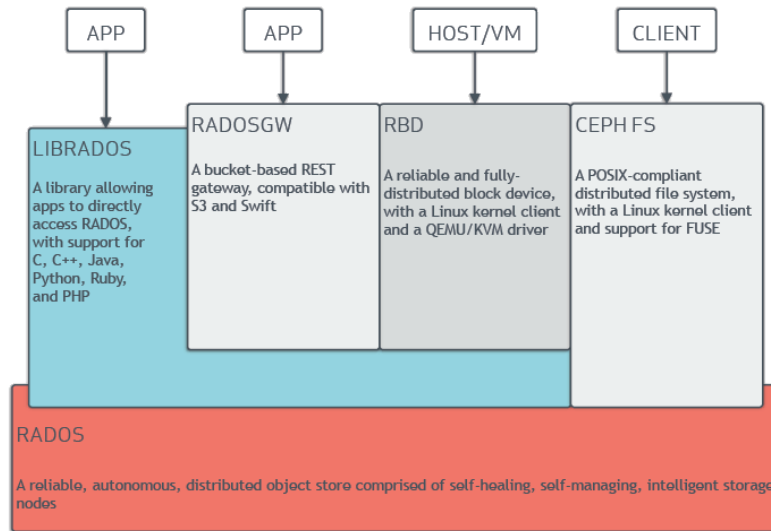 APP
APP
HOST/VM
CLIENT
LIBRADOS
A library allowing
apps to directly
access RADOS,
with support for
C, C++, Java,
Python, Ruby,
and PHP
RADOSGW
A bucket-based REST
gateway, compatible with
S3 and Swift
RBD
A reliable and fully-
distributed block device,
with a Linux kernel client
and a QEMU/KVM driver
CEPH FS
A POSIX-compliant
distributed file system,
with a Linux kernel client
and support for FUSE
RADOS
A reliable, autonomous, distributed object store comprised of self-healing, self-managing, intelligent storage
nodes